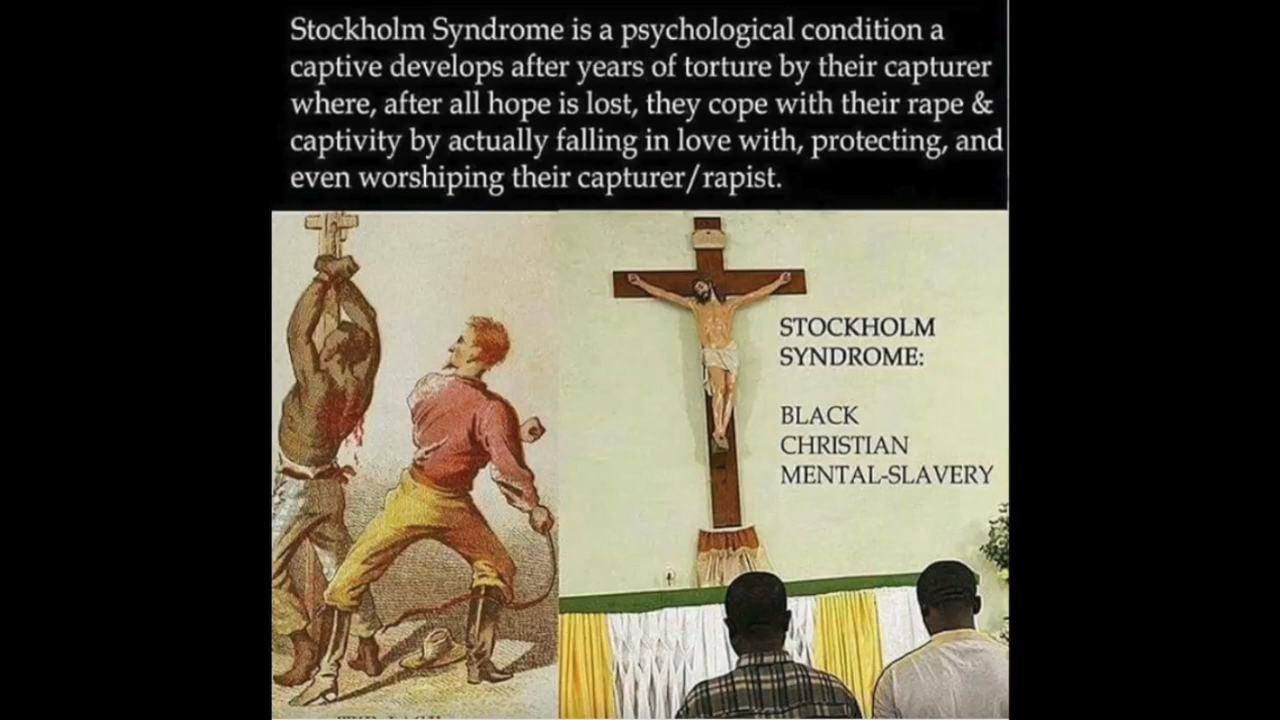 Stockholm Syndrome is a psychological condition a
captive develops after years of torture by their capturer
where, after all hope is lost, they cope with their rape &
captivity by actually falling in love with, protecting, and
even worshiping their capturer/rapist.
STOCKHOLM
SYNDROME:
BLACK
CHRISTIAN
MENTAL-SLAVERY